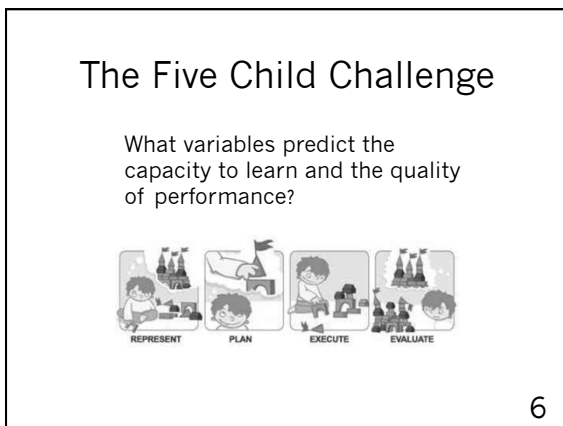 The Five Child Challenge
What variables predict the
capacity to learn and the quality
of performance?
REPRESENT PLAN EXECUTE EVALUATE
6